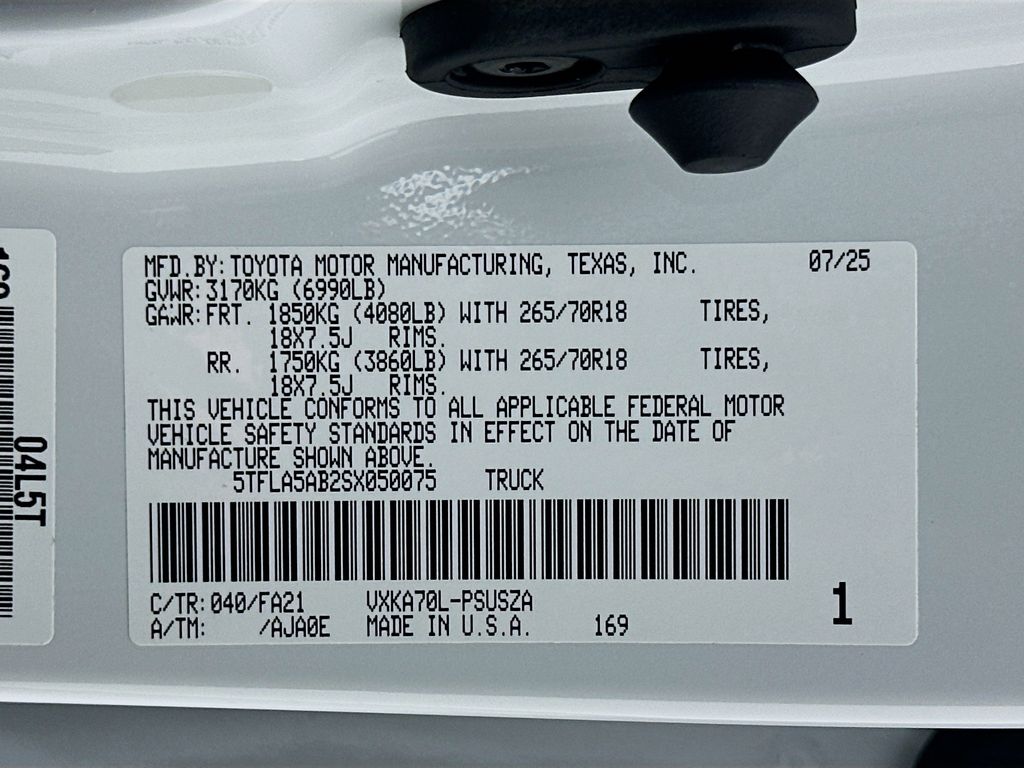 MFD.BY:TOYOTA MOTOR MANUFACTURING, TEXAS, INC. 07/25
GVWR:3170KG (6990LB)
GAWR:FRT. 1850KG (4080LB) WITH 265/70R18 TIRES,
18X7.5J RIMS.
RR. 1750KG (3860LB) WITH 265/70R18 TIRES,
18X7.5J RIMS.
THIS VEHICLE CONFORMS TO ALL APPLICABLE FEDERAL MOTOR
VEHICLE SAFETY STANDARDS IN EFFECT ON THE DATE OF
MANUFACTURE SHOWN ABOVE.
5TFLA5AB2SX050075 TRUCK
C/TR:040/FA21 VXKA70L-PSUSZA
A/TM: /AJA0E MADE IN U.S.A. 169
1
04L5T